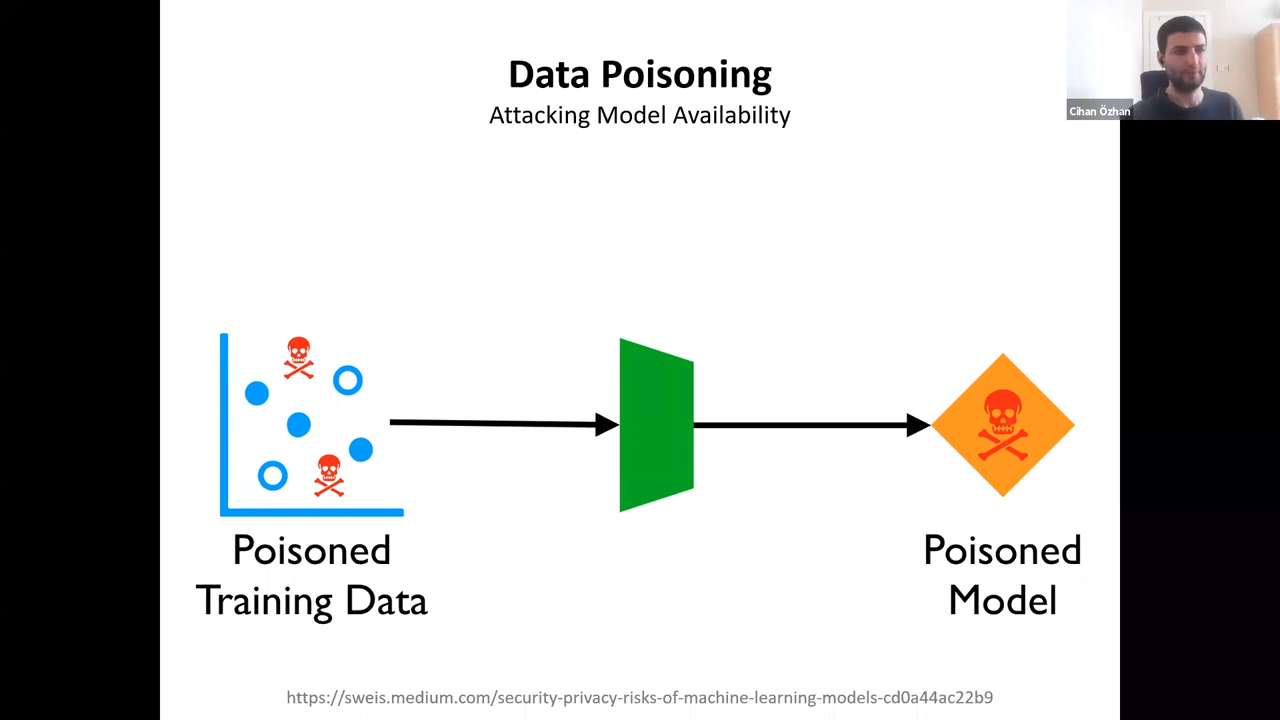 Data Poisoning
Attacking Model Availability
Cihan Özhan
Poisoned
Training Data
Poisoned
Model
https://sweis.medium.com/security-privacy-risks-of-machine-learning-models-cd0a44ac22b9